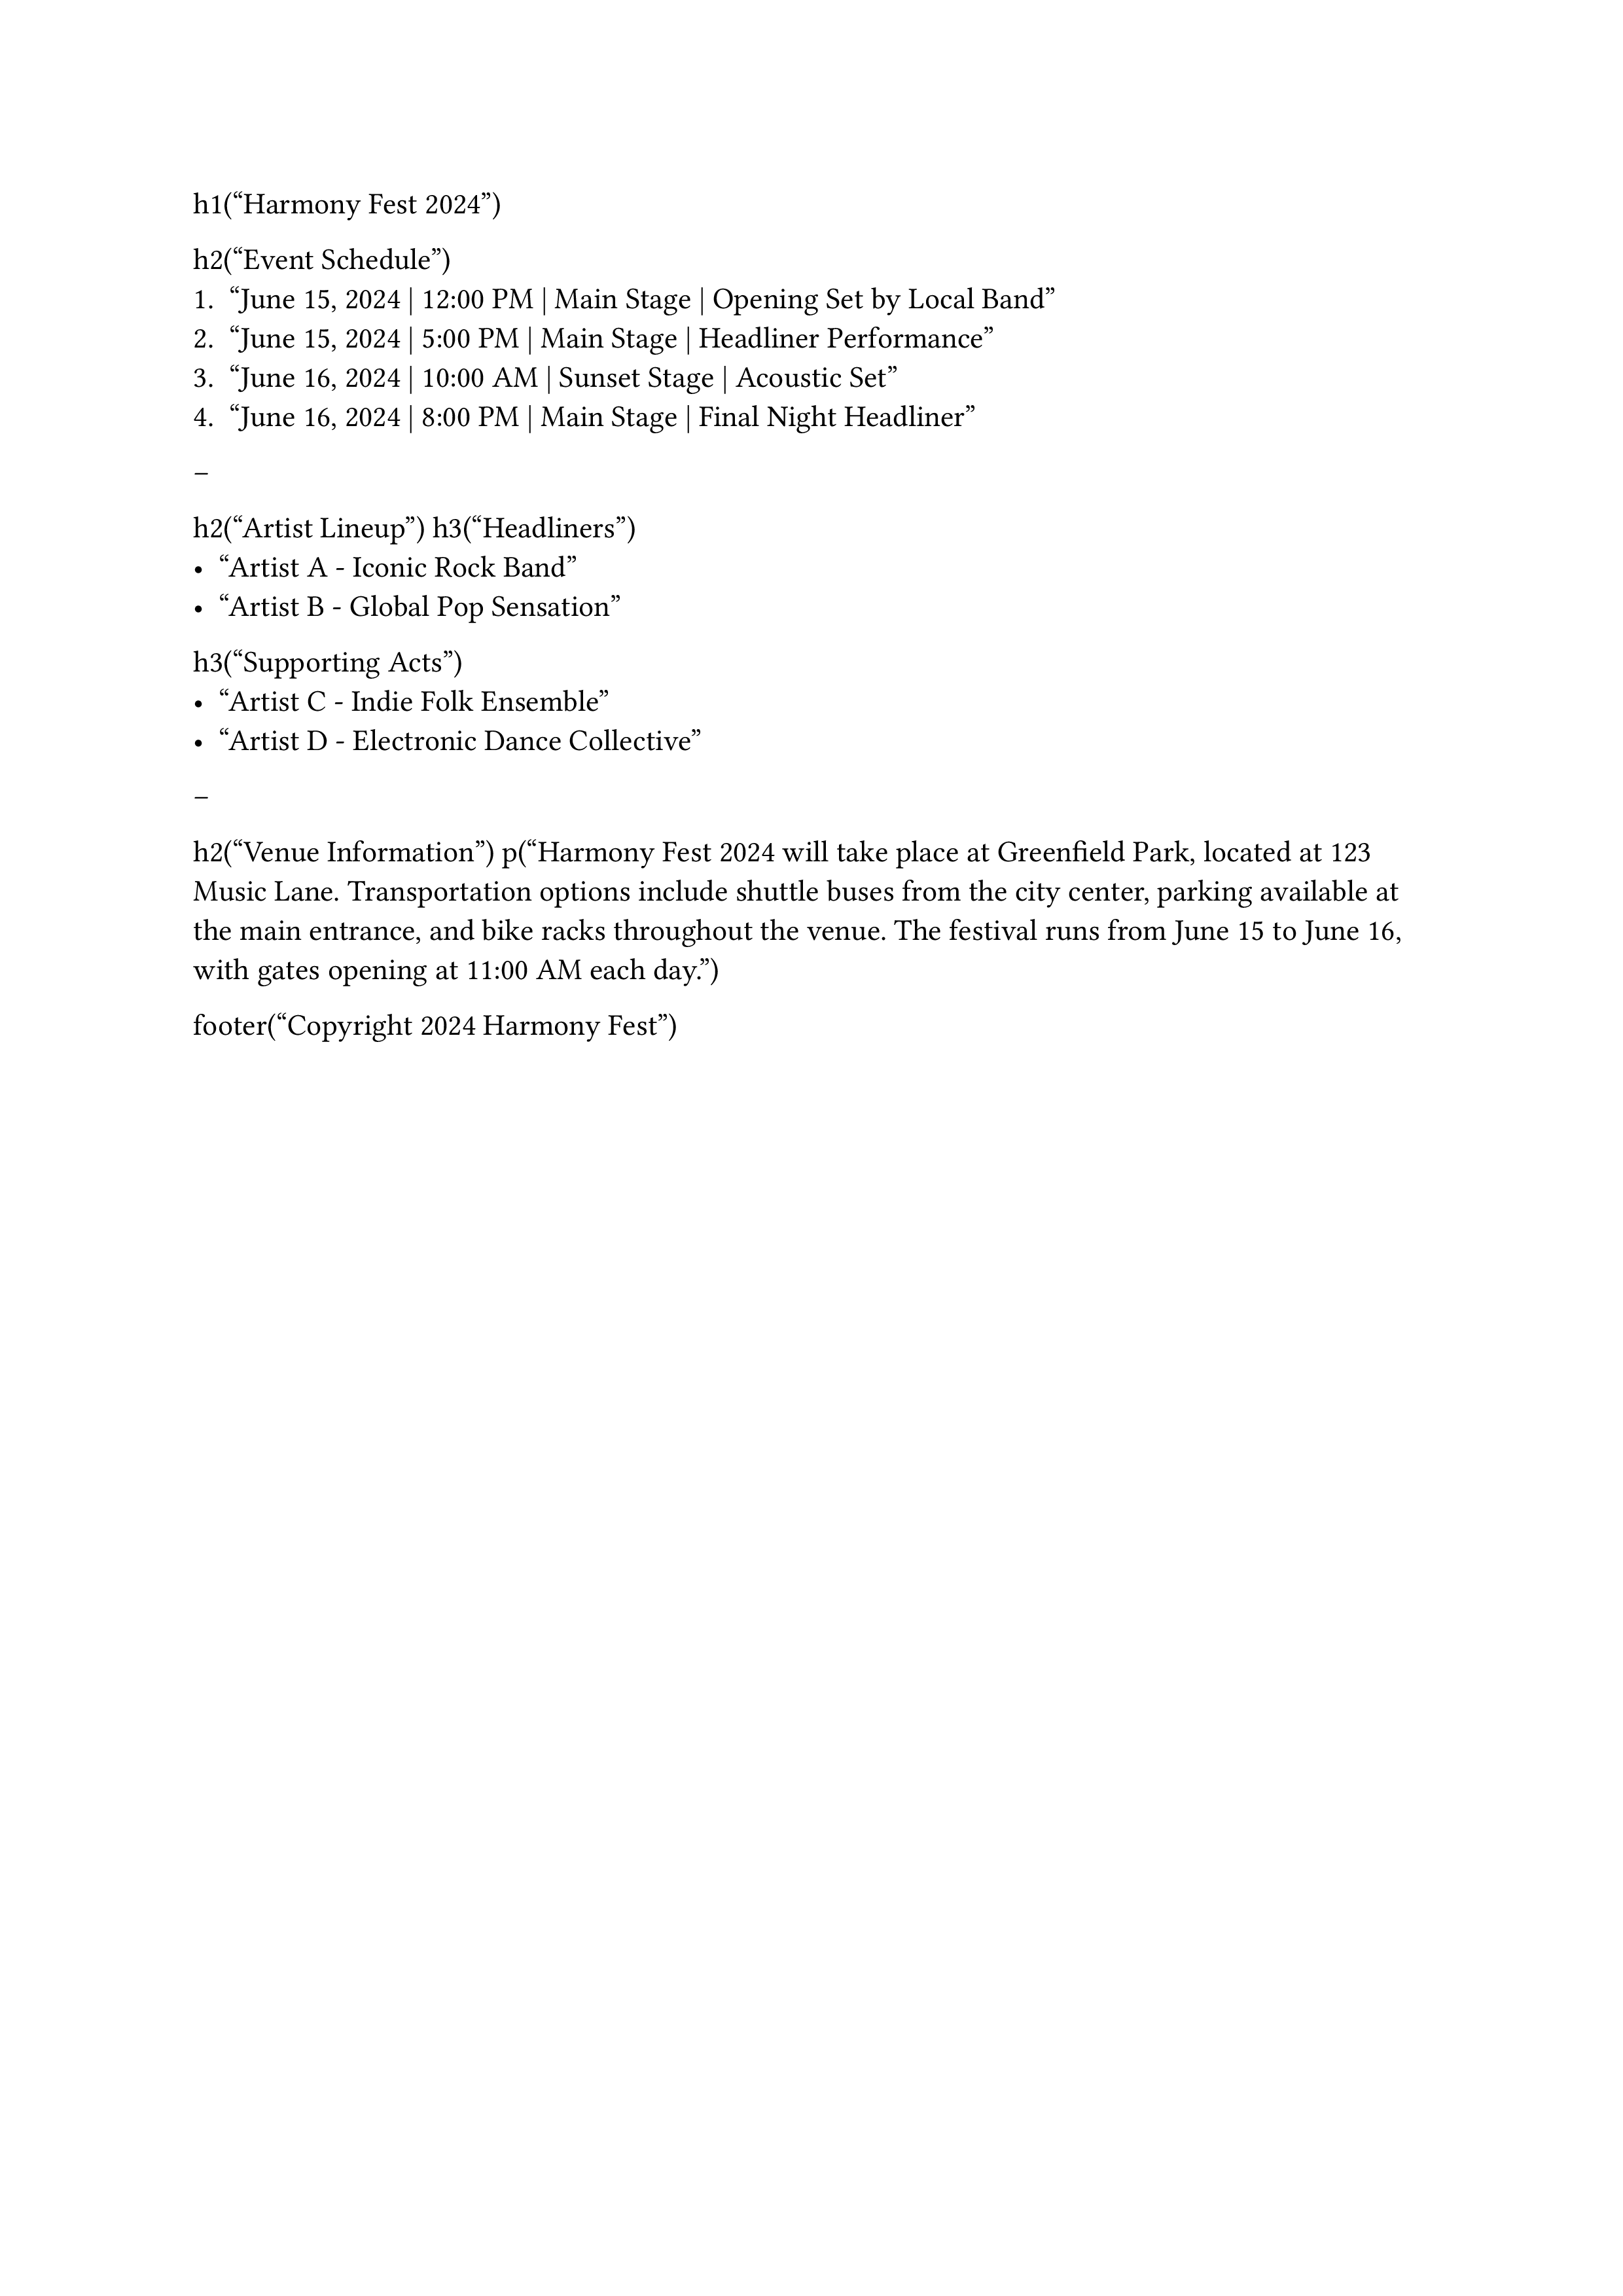 h1(“Harmony Fest 2024”)
h2(“Event Schedule”)
1. “June 15, 2024 | 12:00 PM | Main Stage | Opening Set by Local Band”
2. “June 15, 2024 | 5:00 PM | Main Stage | Headliner Performance”
3. “June 16, 2024 | 10:00 AM | Sunset Stage | Acoustic Set”
4. “June 16, 2024 | 8:00 PM | Main Stage | Final Night Headliner”
–
h2(“Artist Lineup”) h3(“Headliners”)
• “Artist A - Iconic Rock Band”
• “Artist B - Global Pop Sensation”
h3(“Supporting Acts”)
• “Artist C - Indie Folk Ensemble”
• “Artist D - Electronic Dance Collective”
–
h2(“Venue Information”) p(“Harmony Fest 2024 will take place at Greenfield Park, located at 123
Music Lane. Transportation options include shuttle buses from the city center, parking available at
the main entrance, and bike racks throughout the venue. The festival runs from June 15 to June 16,
with gates opening at 11:00 AM each day.”)
footer(“Copyright 2024 Harmony Fest”)